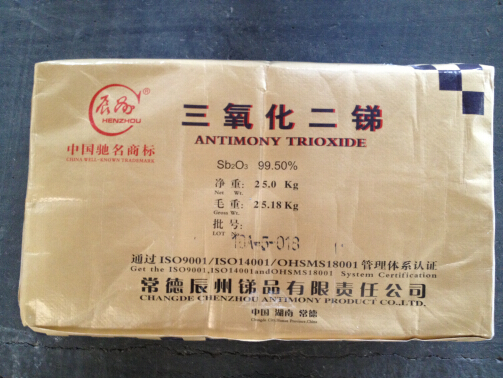 辰州
HENZHOU
中国驰名商标
CHINA WELL-KNOWN TRADEMARK
三氧化二锑
ANTIMONY TRIOXIDE
Sb₂O₃ 99.50%
净重: 25.0 Kg
Net Wt.
毛重: 25.18Kg
Gross Wt.
批号:
LOT
-5-018
通过ISO9001/ISO14001/OHSMS18001管理体系认证
Get the ISO9001,ISO14001andOHSMS18001 System Certification
常德辰州锑品有限责任公司
CHANGDE CHENZHOU ANTIMONY PRODUCT CO.,LTD.
中国 湖南 常德